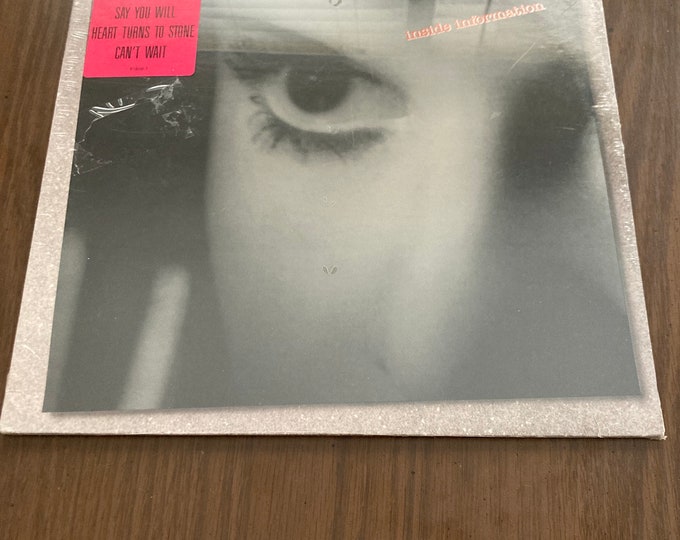 SAY YOU WILL
HEART TURNS TO STONE
CAN'T WAIT
Inside Information